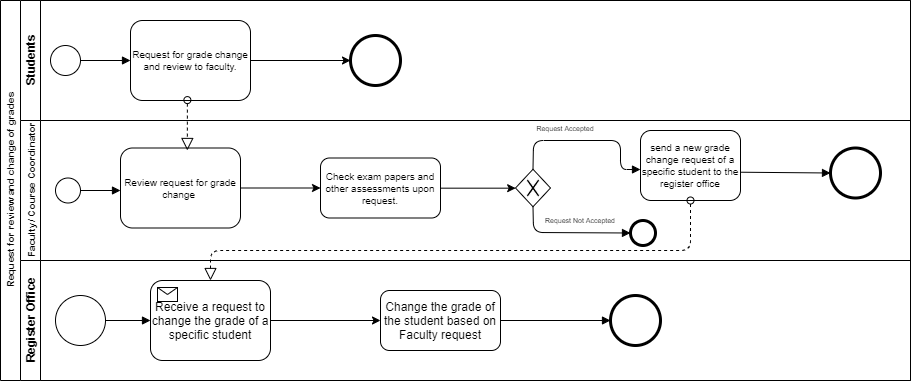 Request for review and change of grades
Students
Request for grade change
and review to faculty.
Faculty/ Course Coordinator
Review request for grade
change
Check exam papers and
other assessments upon
request.
Request Accepted
Request Not Accepted
send a new grade
change request of a
specific student to the
register office
Register Office
Receive a request to
change the grade of a
specific student
Change the grade of
the student based on
Faculty request